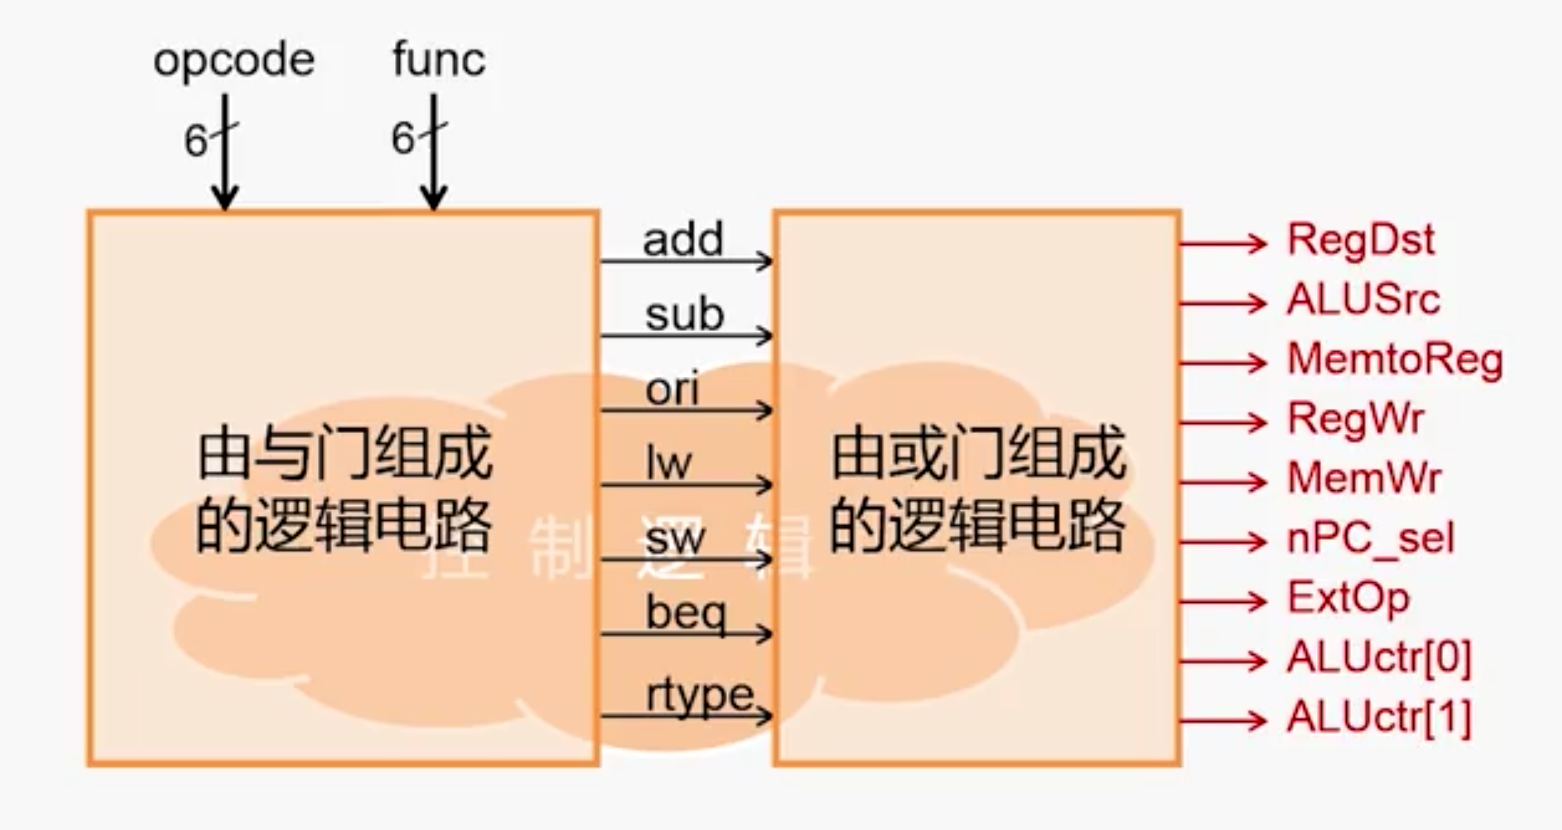 opcode
func
6
6
add
sub
ori
lw
sw
beq
rtype
由与门组成
的逻辑电路
控制逻辑
由或门组成
的逻辑电路
RegDst
ALUSrc
MemtoReg
RegWr
MemWr
nPC_sel
ExtOp
ALUctr[0]
ALUctr[1]